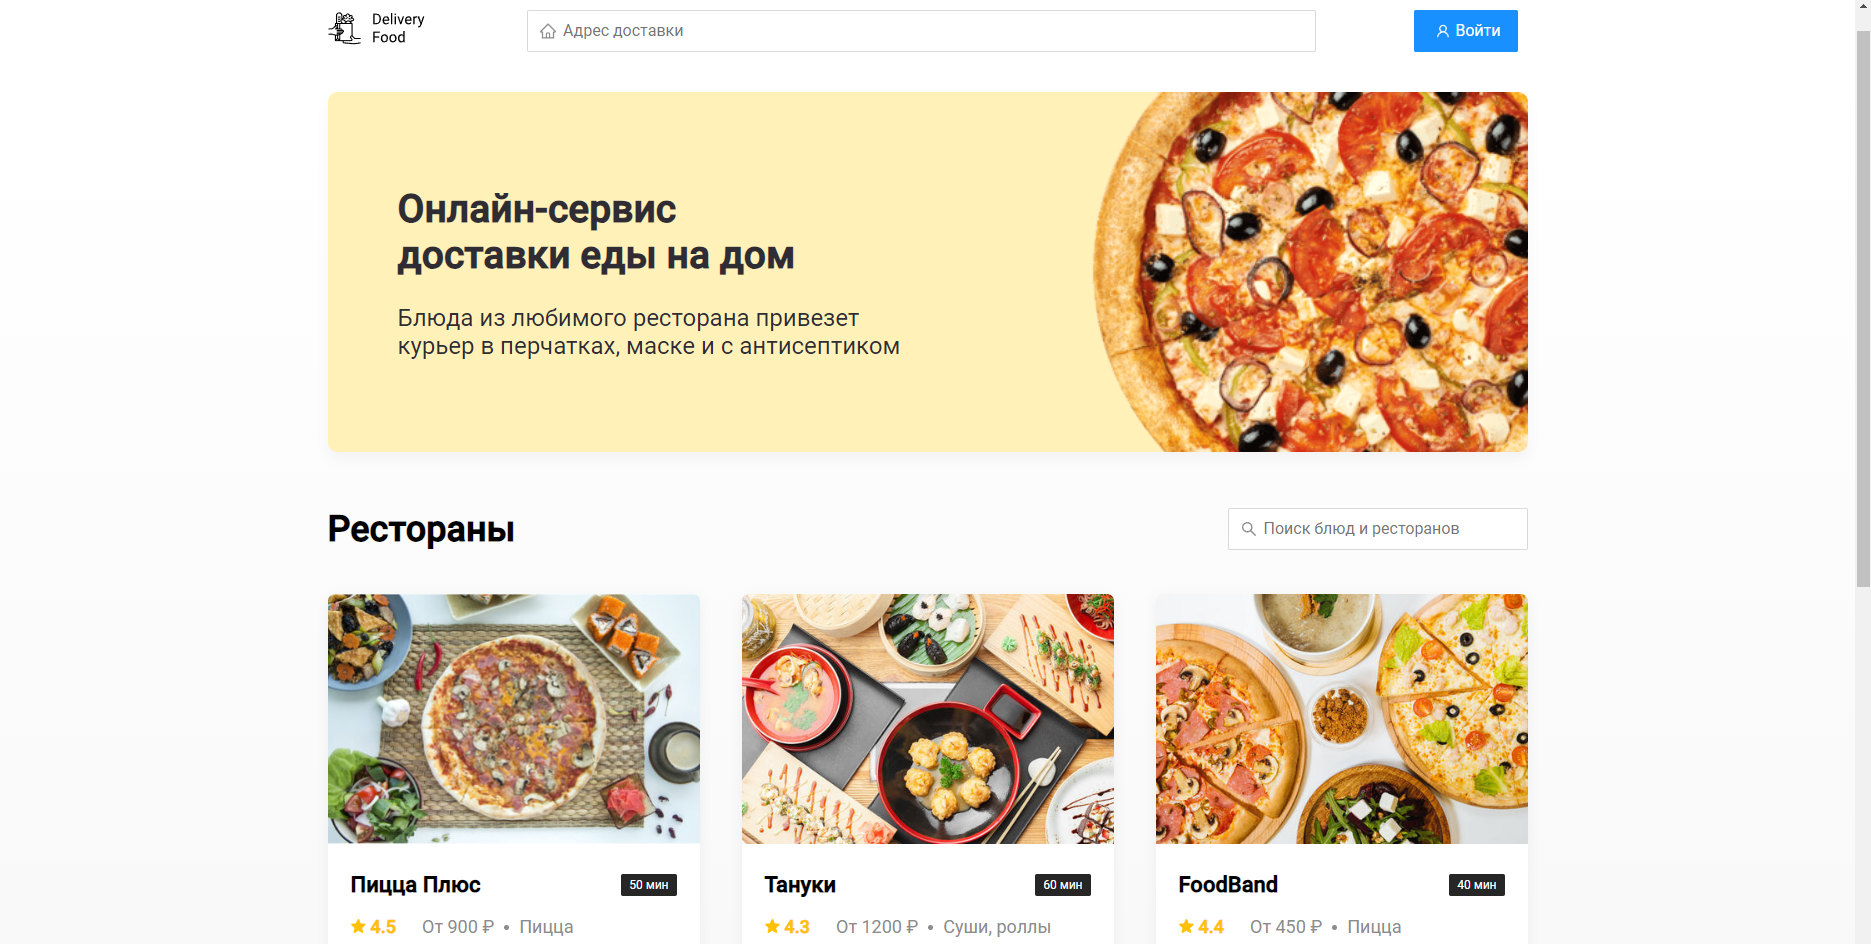 Delivery
Food
Адрес доставки
Войти
Онлайн-сервис
доставки еды на дом
Блюда из любимого ресторана привезет
курьер в перчатках, маске и с антисептиком
Рестораны
Поиск блюд и ресторанов
Пицца Плюс
50 мин
4.5 От 900 ₽ • Пицца
Тануки
60 мин
4.3 От 1200 ₽ • Суши, роллы
FoodBand
40 мин
4.4 От 450 ₽ • Пицца